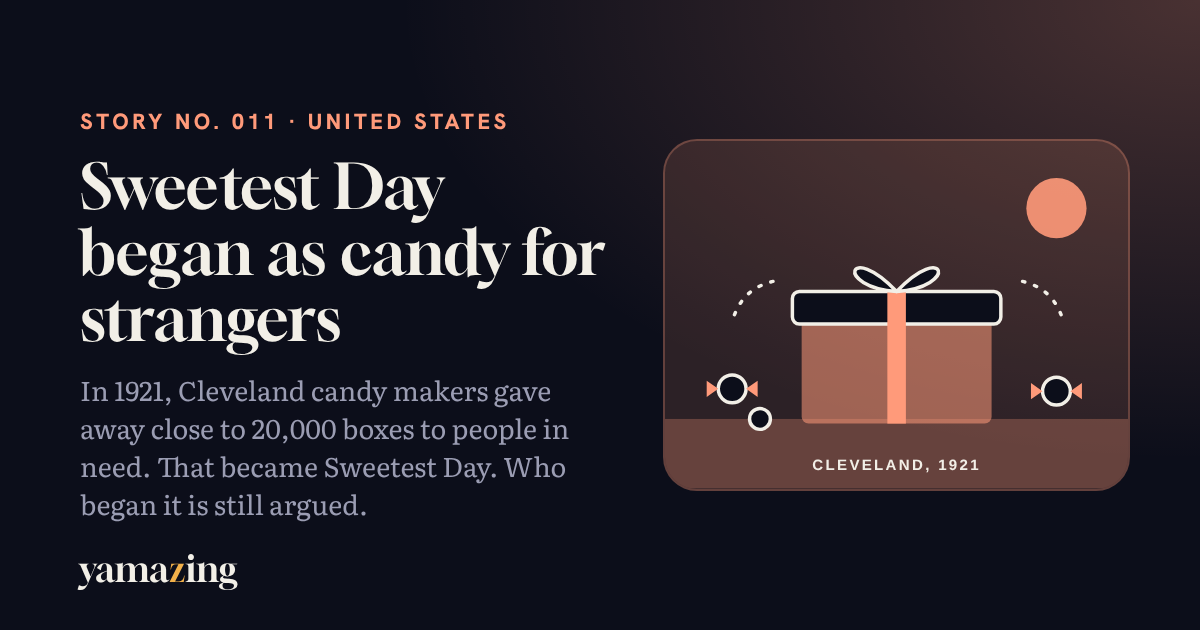 STORY NO. 011 · UNITED STATES
Sweetest Day
began as candy for
strangers
In 1921, Cleveland candy makers gave
away close to 20,000 boxes to people in
need. That became Sweetest Day. Who
began it is still argued.
CLEVELAND, 1921
yamazing